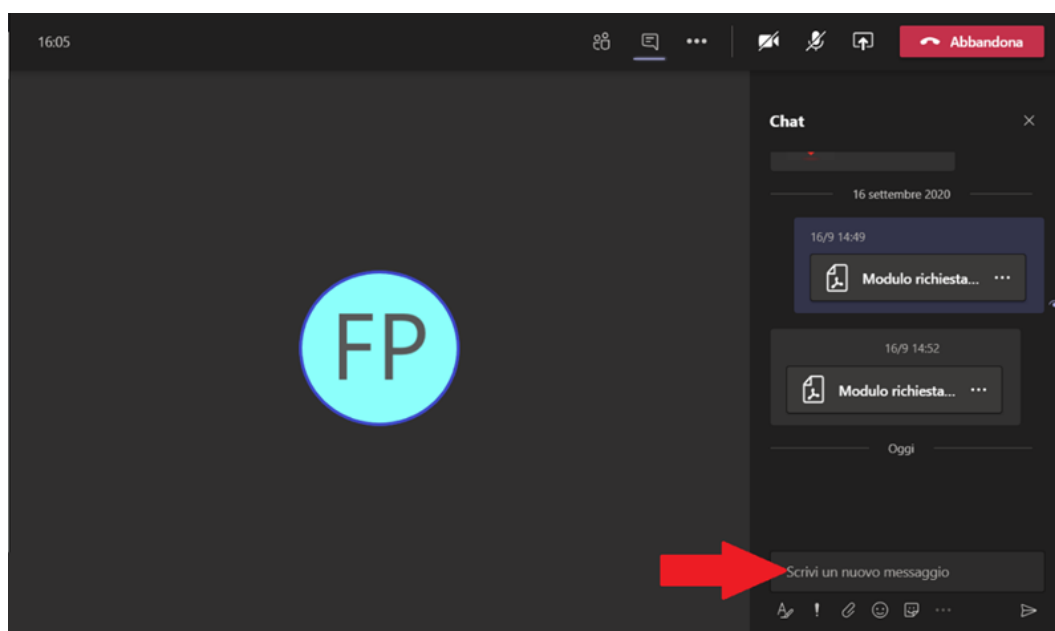 16:05
Abbandona
Chat
16 settembre 2020
16/9 14:49
Modulo richiesta...
16/9 14:52
Modulo richiesta...
Oggi
FP
Scrivi un nuovo messaggio